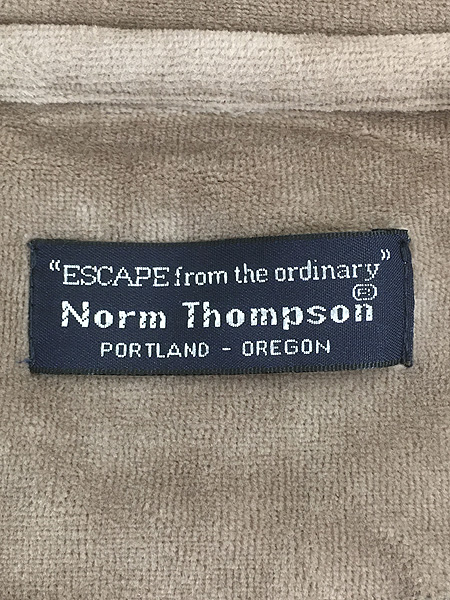 “ESCAPE from the ordinary”
Norm Thompson®
PORTLAND - OREGON